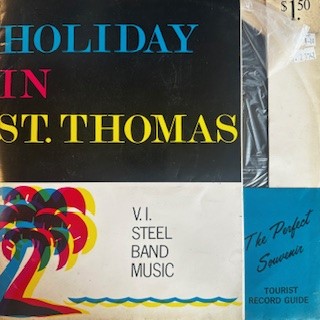 $1.50
HOLIDAY
IN
ST. THOMAS
V.I.
STEEL
BAND
MUSIC
The Perfect
Souvenir
TOURIST
RECORD GUIDE